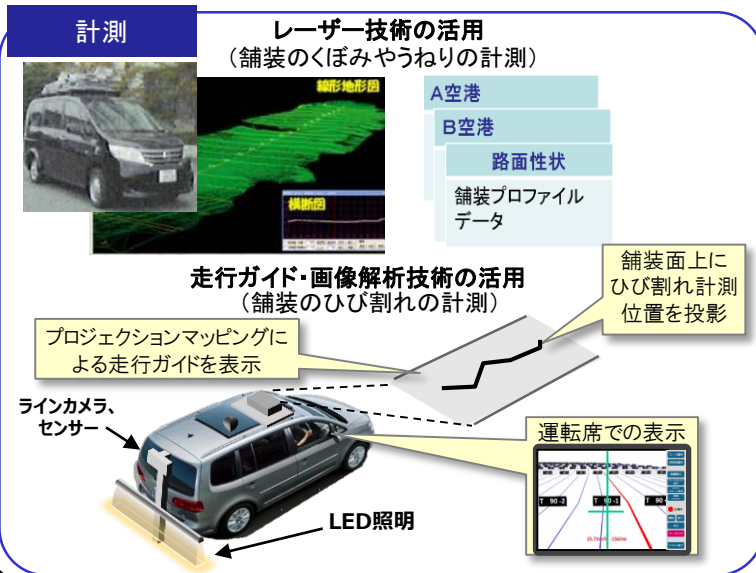 計測
レーザー技術の活用
(舗装のくぼみやうねりの計測)
線形地形図
横断図
A空港
B空港
路面性状
舗装プロファイル
データ
走行ガイド・画像解析技術の活用
(舗装のひび割れの計測)
舗装面上に
ひび割れ計測
位置を投影
プロジェクションマッピングに
よる走行ガイドを表示
ラインカメラ、
センサー
運転席での表示
T 90-2
T 90-1
T 90-
LED照明